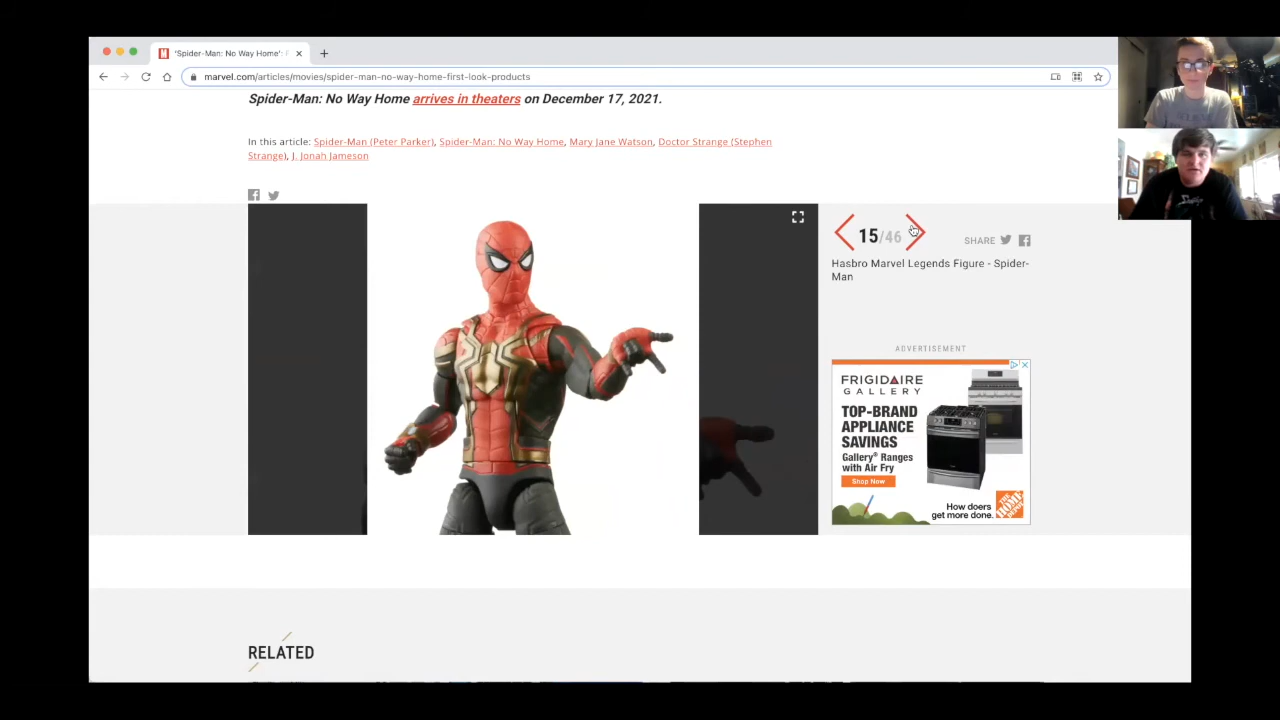 'Spider-Man: No Way Home':
marvel.com/articles/movies/spider-man-no-way-home-first-look-products
Spider-Man: No Way Home arrives in theaters on December 17, 2021.
In this article: Spider-Man (Peter Parker), Spider-Man: No Way Home, Mary Jane Watson, Doctor Strange (Stephen
Strange), J. Jonah Jameson
15/46
SHARE
Hasbro Marvel Legends Figure - Spider-
Man
ADVERTISEMENT
FRIGIDAIRE
GALLERY
TOP-BRAND
APPLIANCE
SAVINGS
Gallery® Ranges
with Air Fry
Shop Now
How doers
get more done.
THE HOME DEPOT
RELATED